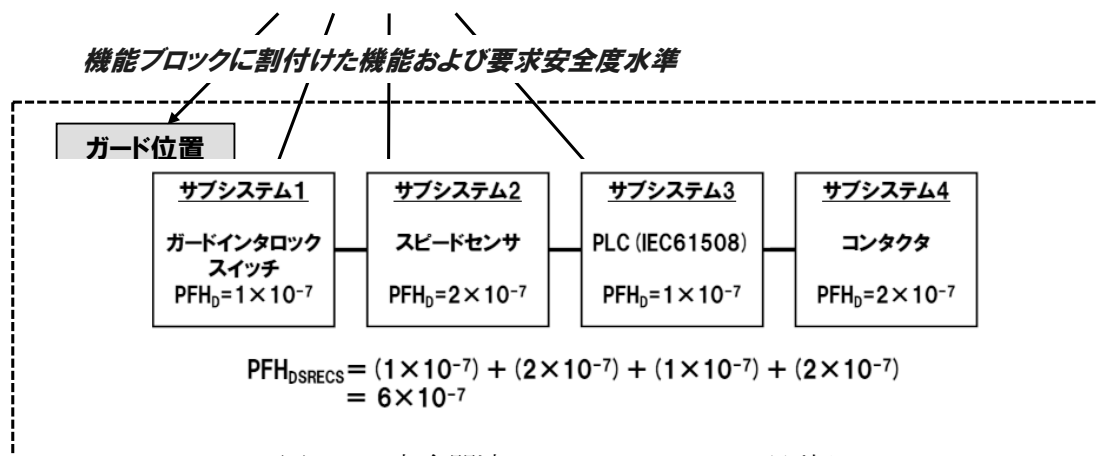 機能ブロックに割付けた機能および要求安全度水準
ガード位置
サブシステム1
ガードインタロック
スイッチ
PFHD=1×10-7
サブシステム2
スピードセンサ
PFHD=2×10-7
サブシステム3
PLC(IEC61508)
PFHD=1×10-7
サブシステム4
コンタクタ
PFHD=2×10-7
PFHDSRECS= (1×10-7) + (2×10-7) + (1×10-7) + (2×10-7)
= 6×10-7